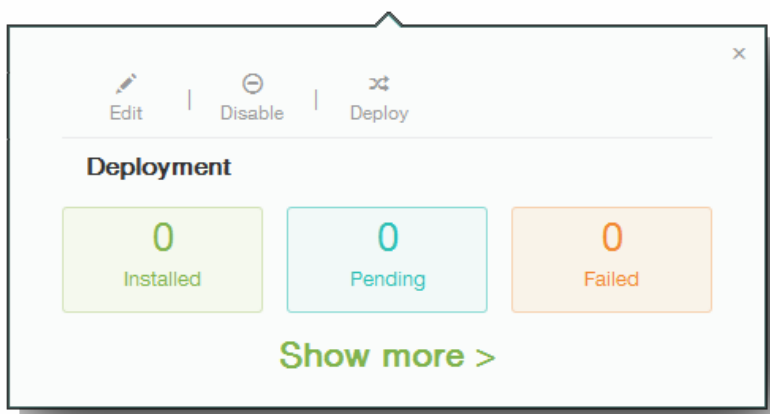 ×
Edit | Disable | Deploy
Deployment
0 0 0
Installed Pending Failed
Show more >